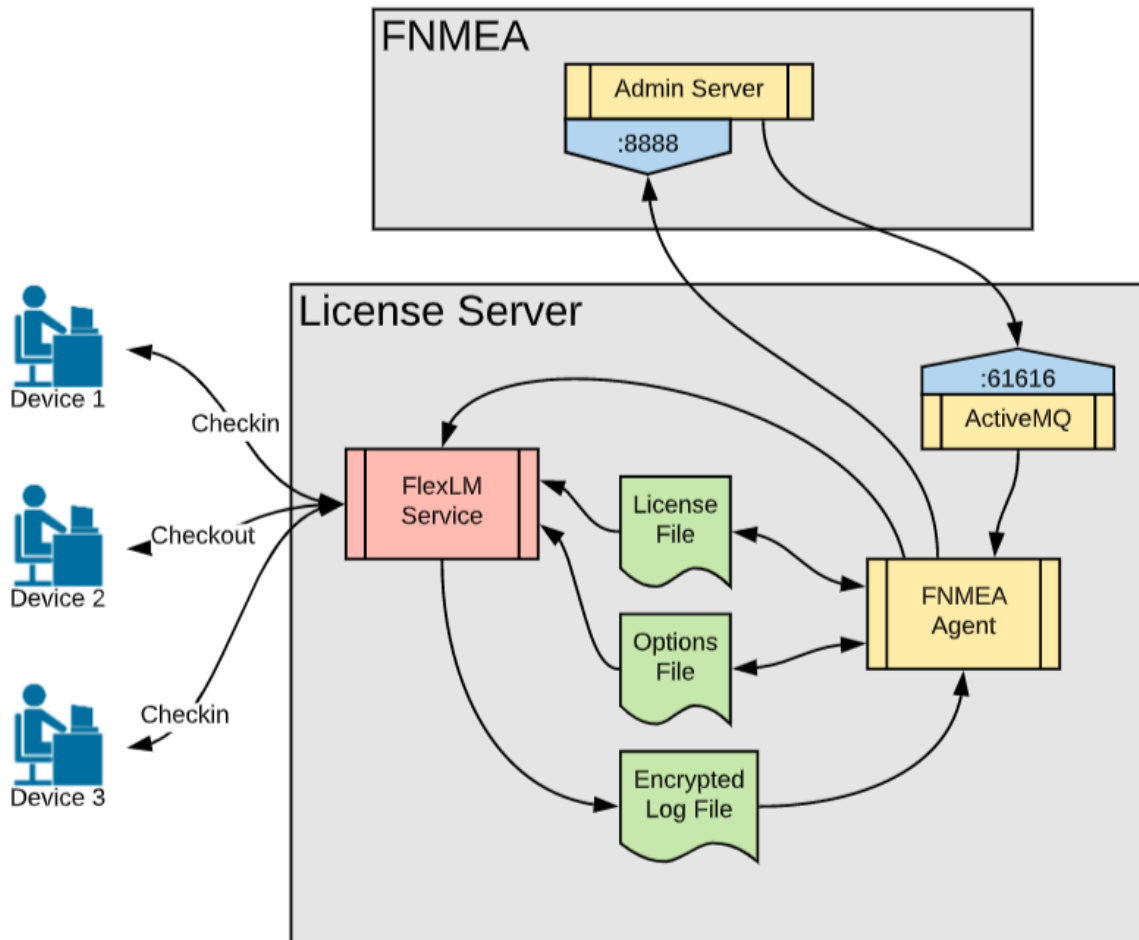 FNMEA
Admin Server
:8888
License Server
:61616
ActiveMQ
Device 1
Checkin
FlexLM
Service
License
File
Checkout
Device 2
FNMEA
Agent
Options
File
Checkin
Device 3
Encrypted
Log File